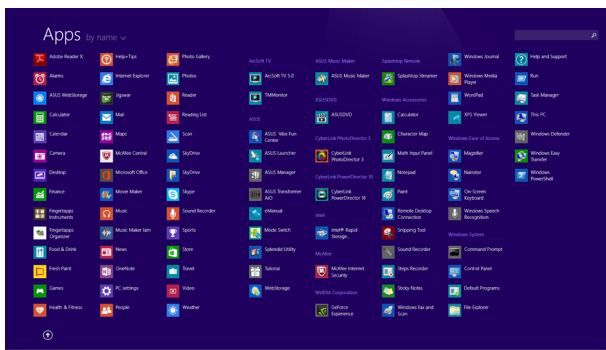 Apps by name
Adobe Reader X
Alarms
ASUS WebStorage
Calculator
Calendar
Camera
Desktop
Finance
Fingertapps
Instruments
Fingertapps
Organizer
Food & Drink
Fresh Paint
Games
Health & Fitness
Help+Tips
Internet Explorer
Jigswar
Mail
Maps
McAfee Central
Microsoft Office
Movie Maker
Music
Music Maker Jam
News
OneNote
PC settings
People
Photo Gallery
Photos
Reader
Reading List
Scan
SkyDrive
SkyDrive
Skype
Sound Recorder
Sports
Store
Travel
Video
Weather
ArcSoft TV
ArcSoft TV 5.0
TMMonitor
ASUS
ASUS Vibe Fun
Center
ASUS Launcher
ASUS Manager
ASUS Transformer
AiO
eManual
Mode Switch
Splendid Utility
Tutorial
WebStorage
ASUS Music Maker
ASUS Music Maker
ASUSDVD
ASUSDVD
CyberLink PhotoDirector 3
CyberLink
PhotoDirector 3
CyberLink PowerDirector 10
CyberLink
PowerDirector 10
Intel
Intel® Rapid
Storage...
McAfee
McAfee Internet
Security
NVIDIA Corporation
GeForce
Experience
Splashtop Remote
Splashtop Streamer
Windows Accessories
Calculator
Character Map
Math Input Panel
Notepad
Paint
Remote Desktop
Connection
Snipping Tool
Sound Recorder
Steps Recorder
Sticky Notes
Windows Fax and
Scan
Windows Journal
Windows Media
Player
WordPad
XPS Viewer
Windows Ease of Access
Magnifier
Narrator
On-Screen
Keyboard
Windows Speech
Recognition
Windows System
Command Prompt
Control Panel
Default Programs
File Explorer
Help and Support
Run
Task Manager
This PC
Windows Defender
Windows Easy
Transfer
Windows
PowerShell